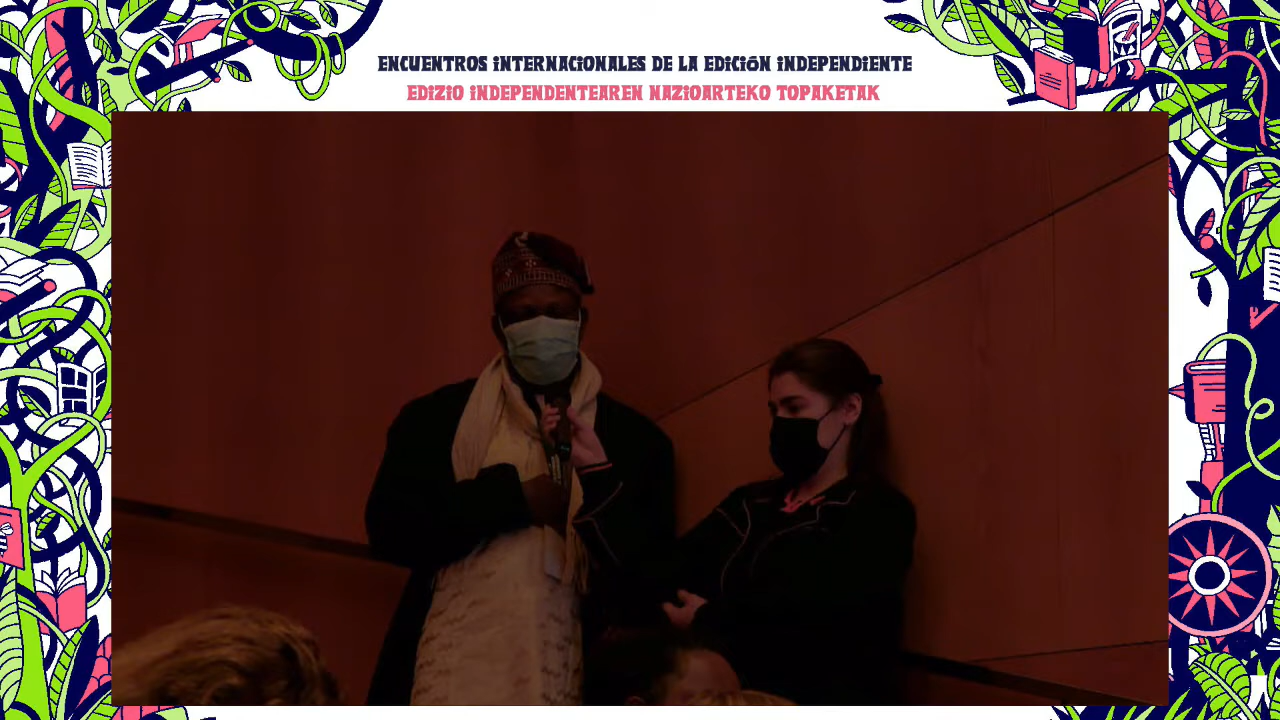 ENCUENTROS INTERNACIONALES DE LA EDICIÓN INDEPENDIENTE
EDIZIO INDEPENDENTEAREN NAZIOARTEKO TOPAKETAK